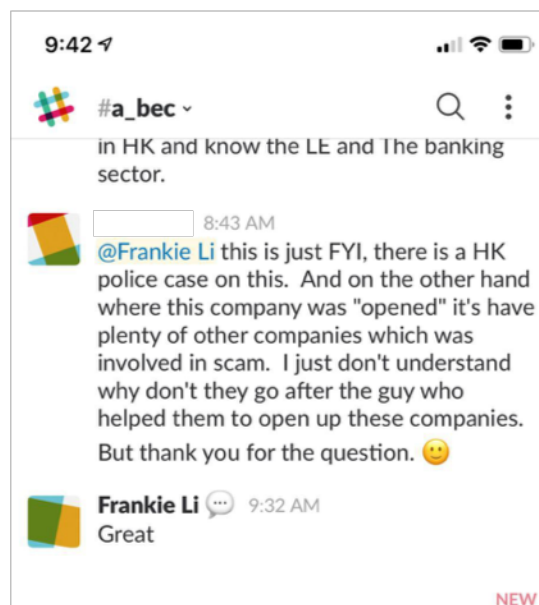 9:42
#a_bec
in HK and know the LE and The banking
sector.
8:43 AM
@Frankie Li this is just FYI, there is a HK
police case on this.  And on the other hand
where this company was "opened" it's have
plenty of other companies which was
involved in scam.  I just don't understand
why don't they go after the guy who
helped them to open up these companies.
But thank you for the question. 🙂
Frankie Li 💬 9:32 AM
Great
NEW